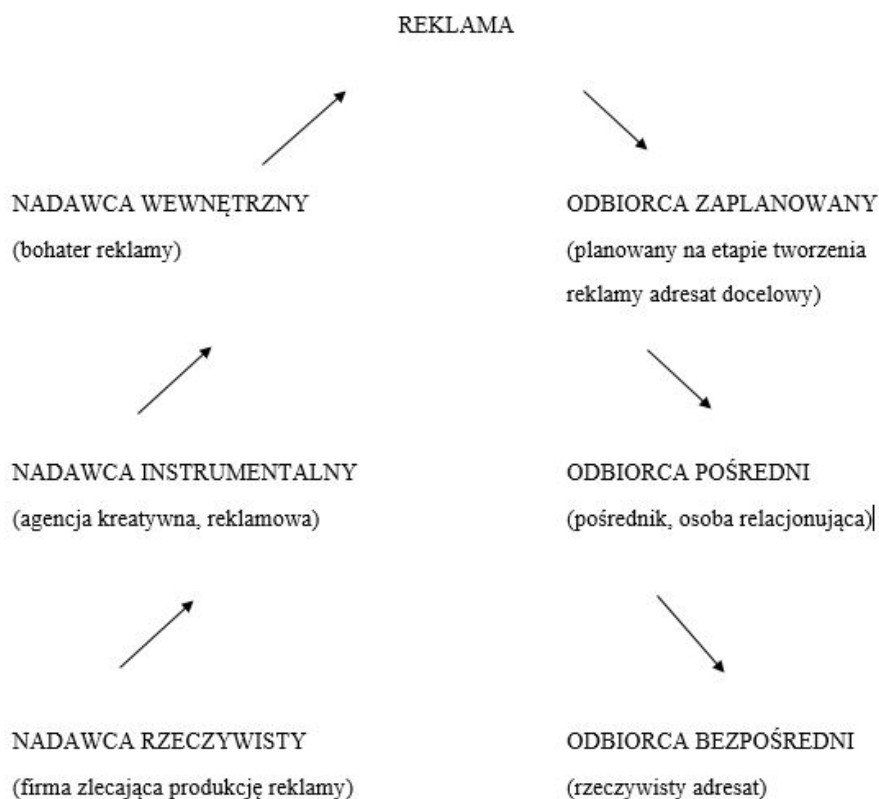 REKLAMA
NADAWCA WEWNĘTRZNY
(bohater reklamy)
ODBIORCA ZAPLANOWANY
(planowany na etapie tworzenia
reklamy adresat docelowy)
NADAWCA INSTRUMENTALNY
(agencja kreatywna, reklamowa)
ODBIORCA POŚREDNI
(pośrednik, osoba relacjonująca)
NADAWCA RZECZYWISTY
(firma zlecająca produkcję reklamy)
ODBIORCA BEZPOŚREDNI
(rzeczywisty adresat)